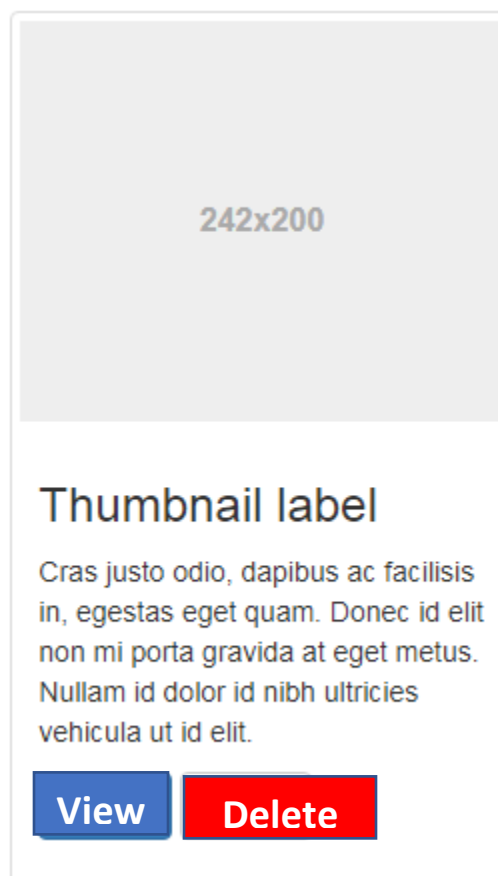 242x200
Thumbnail label
Cras justo odio, dapibus ac facilisis
in, egestas eget quam. Donec id elit
non mi porta gravida at eget metus.
Nullam id dolor id nibh ultricies
vehicula ut id elit.
View Delete